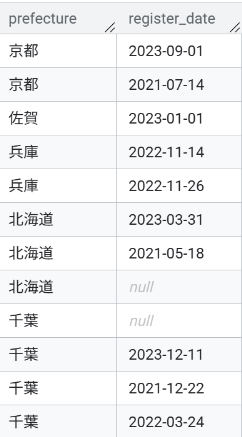 prefecture register_date
京都 2023-09-01
京都 2021-07-14
佐賀 2023-01-01
兵庫 2022-11-14
兵庫 2022-11-26
北海道 2023-03-31
北海道 2021-05-18
北海道 null
千葉 null
千葉 2023-12-11
千葉 2021-12-22
千葉 2022-03-24